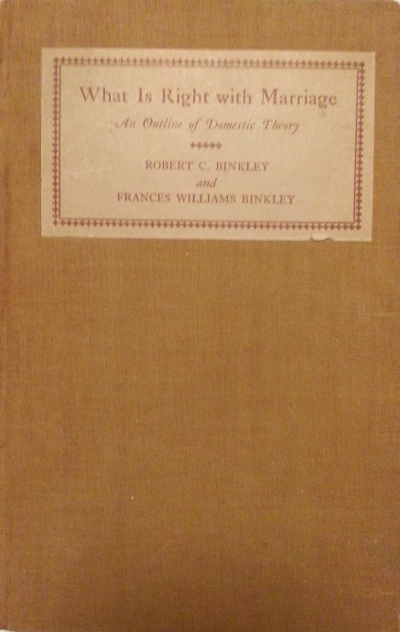 What Is Right with Marriage
An Outline of Domestic Theory
ROBERT C. BINKLEY
and
FRANCES WILLIAMS BINKLEY